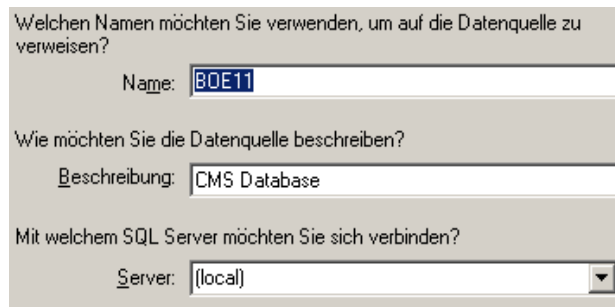 Welchen Namen möchten Sie verwenden, um auf die Datenquelle zu
verweisen?
Name: BOE11
Wie möchten Sie die Datenquelle beschreiben?
Beschreibung: CMS Database
Mit welchem SQL Server möchten Sie sich verbinden?
Server: (local)